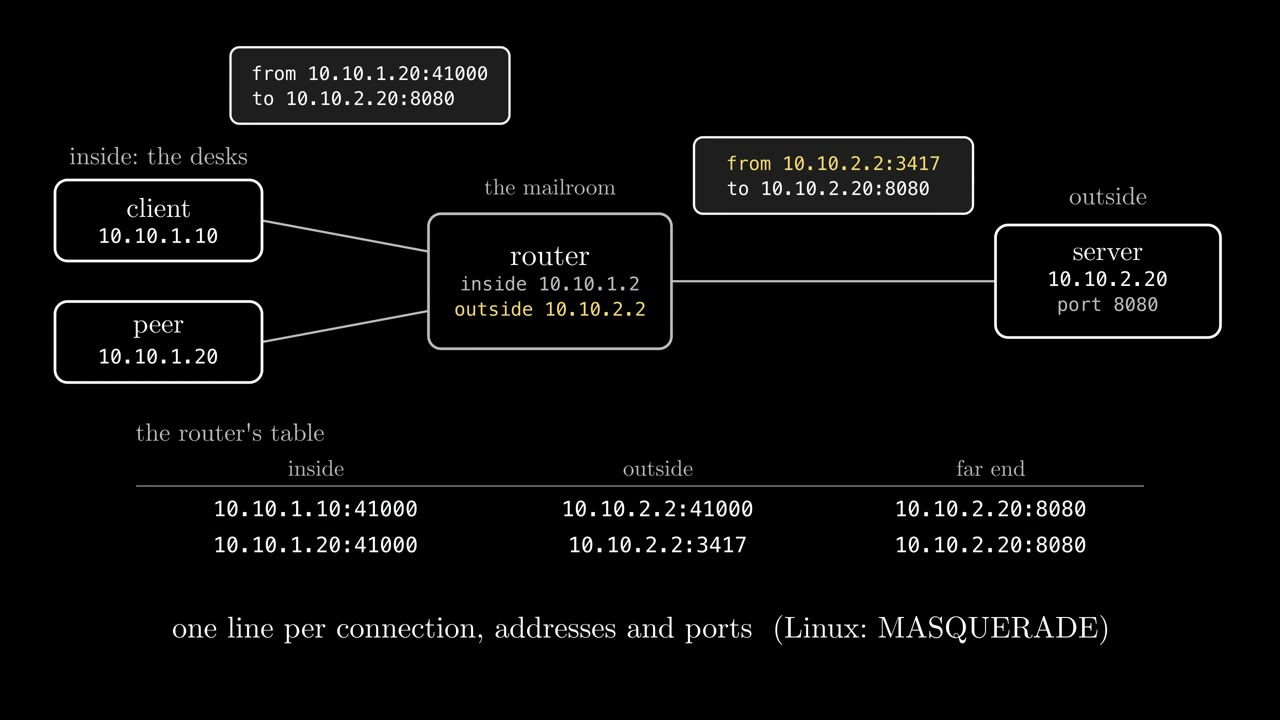 from 10.10.1.20:41000
to 10.10.2.20:8080
inside: the desks
client
10.10.1.10
peer
10.10.1.20
the mailroom
router
inside 10.10.1.2
outside 10.10.2.2
from 10.10.2.2:3417
to 10.10.2.20:8080
outside
server
10.10.2.20
port 8080
the router's table
inside outside far end
10.10.1.10:41000 10.10.2.2:41000 10.10.2.20:8080
10.10.1.20:41000 10.10.2.2:3417 10.10.2.20:8080
one line per connection, addresses and ports (Linux: MASQUERADE)